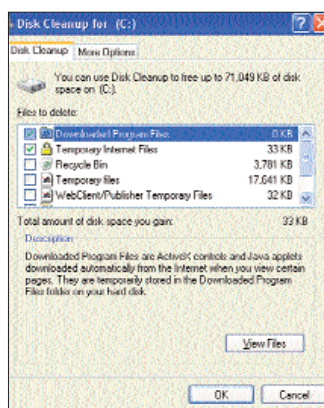 Disk Cleanup for (C:)
Disk Cleanup More Options
You can use Disk Cleanup to free up to 71,049 KB of disk
space on (C:).
Files to delete:
Downloaded Program Files 0 KB
Temporary Internet Files 33 KB
Recycle Bin 3,781 KB
Temporary files 17,641 KB
WebClient/Publisher Temporary Files 32 KB
Total amount of disk space you gain: 33 KB
Description
Downloaded Program Files are ActiveX controls and Java applets
downloaded automatically from the Internet when you view certain
pages. They are temporarily stored in the Downloaded Program
Files folder on your hard disk.
View Files
OK Cancel